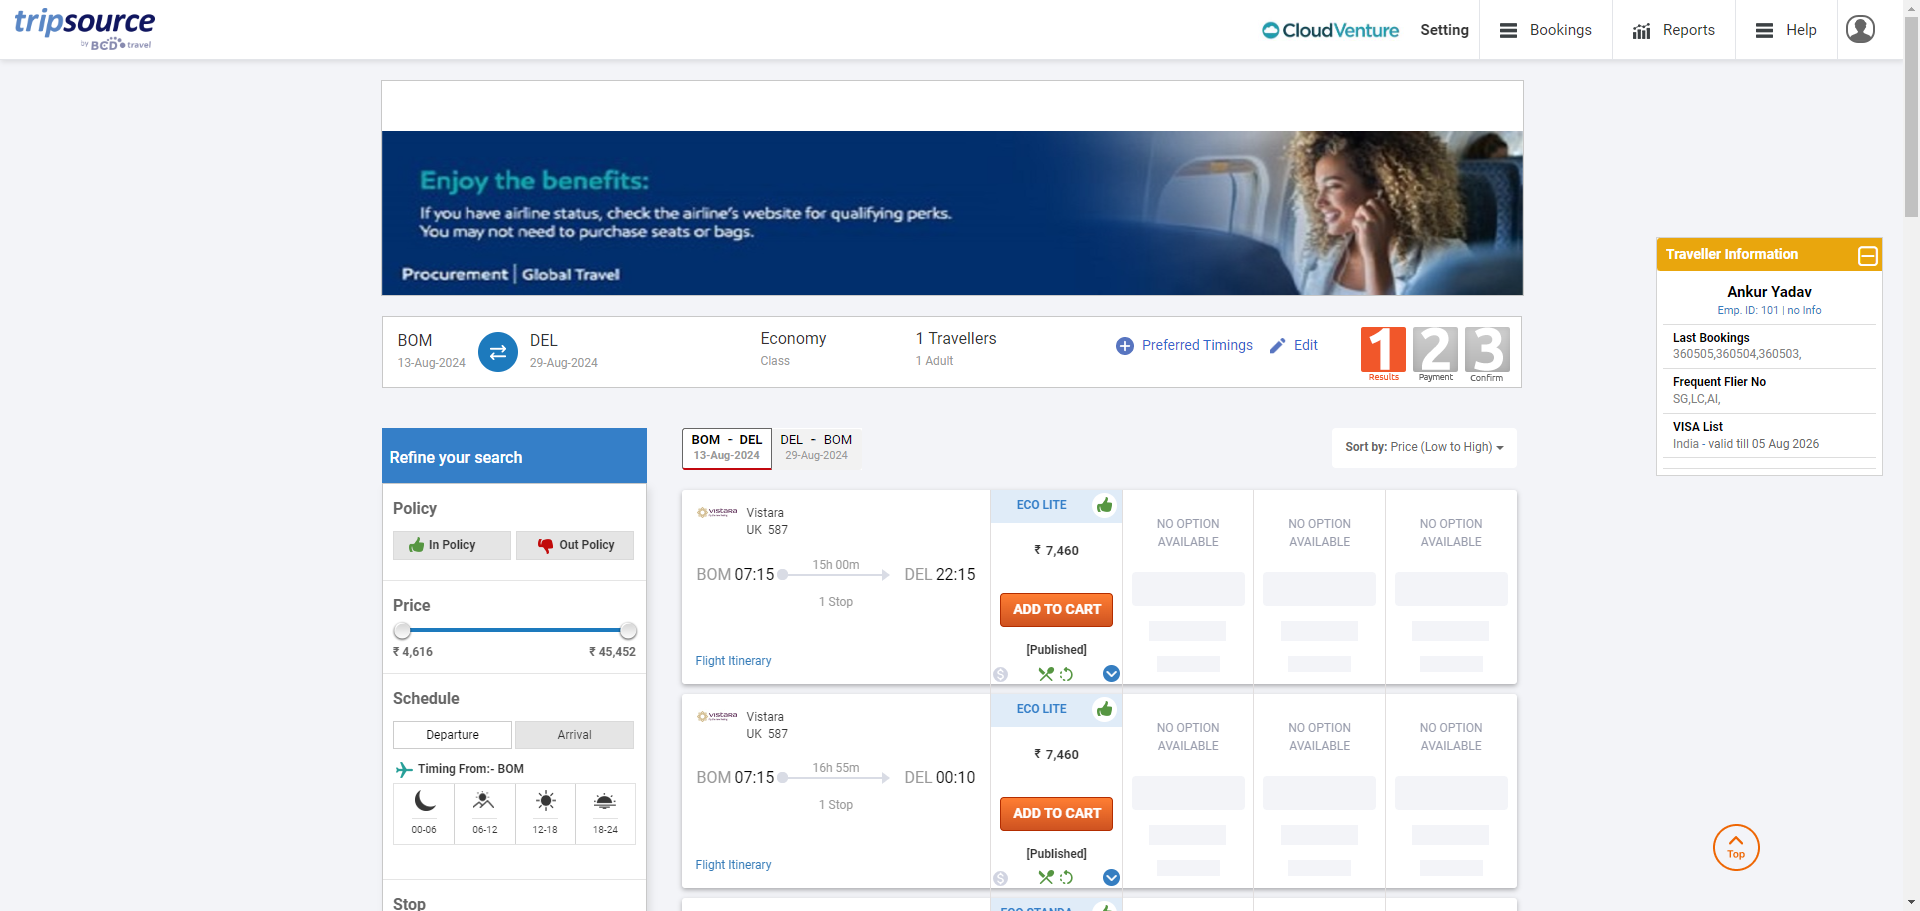 tripsource
by BCD travel
CloudVenture
Setting
Bookings
Reports
Help
Enjoy the benefits:
If you have airline status, check the airline's website for qualifying perks.
You may not need to purchase seats or bags.
Procurement | Global Travel
Traveller Information
Ankur Yadav
Emp. ID: 101 | no Info
Last Bookings
360505,360504,360503,
Frequent Flier No
SG,LC,AI,
VISA List
India - valid till 05 Aug 2026
BOM
13-Aug-2024
DEL
29-Aug-2024
Economy
Class
1 Travellers
1 Adult
Preferred Timings
Edit
1
Results
2
Payment
3
Confirm
Refine your search
Policy
In Policy
Out Policy
Price
₹ 4,616
₹ 45,452
Schedule
Departure
Arrival
Timing From:- BOM
00-06
06-12
12-18
18-24
Stop
BOM - DEL
13-Aug-2024
DEL - BOM
29-Aug-2024
Sort by: Price (Low to High)
VISTARA
Vistara
UK 587
BOM 07:15
15h 00m
1 Stop
DEL 22:15
Flight Itinerary
ECO LITE
₹ 7,460
ADD TO CART
[Published]
NO OPTION
AVAILABLE
NO OPTION
AVAILABLE
NO OPTION
AVAILABLE
VISTARA
Vistara
UK 587
BOM 07:15
16h 55m
1 Stop
DEL 00:10
Flight Itinerary
ECO LITE
₹ 7,460
ADD TO CART
[Published]
NO OPTION
AVAILABLE
NO OPTION
AVAILABLE
NO OPTION
AVAILABLE
ECO STANDA
Top